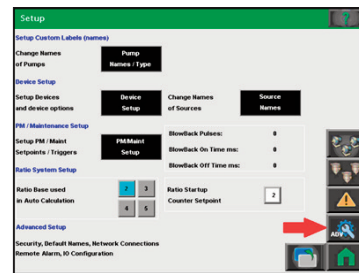 Setup
Setup Custom Labels (names)
Change Names of Pumps
Pump Names / Type
Device Setup
Setup Devices and device options
Device Setup
Change Names of Sources
Source Names
PM / Maintenance Setup
Setup PM / Maint Setpoints / Triggers
PM/Maint Setup
BlowBack Pulses: 0
BlowBack On Time ms: 0
BlowBack Off Time ms: 0
Ratio System Setup
Ratio Base used in Auto Calculation
2 3
4 5
Ratio Startup Counter Setpoint
2
Advanced Setup
ADV
Security, Default Names, Network Connections
Remote Alarm, IO Configuration